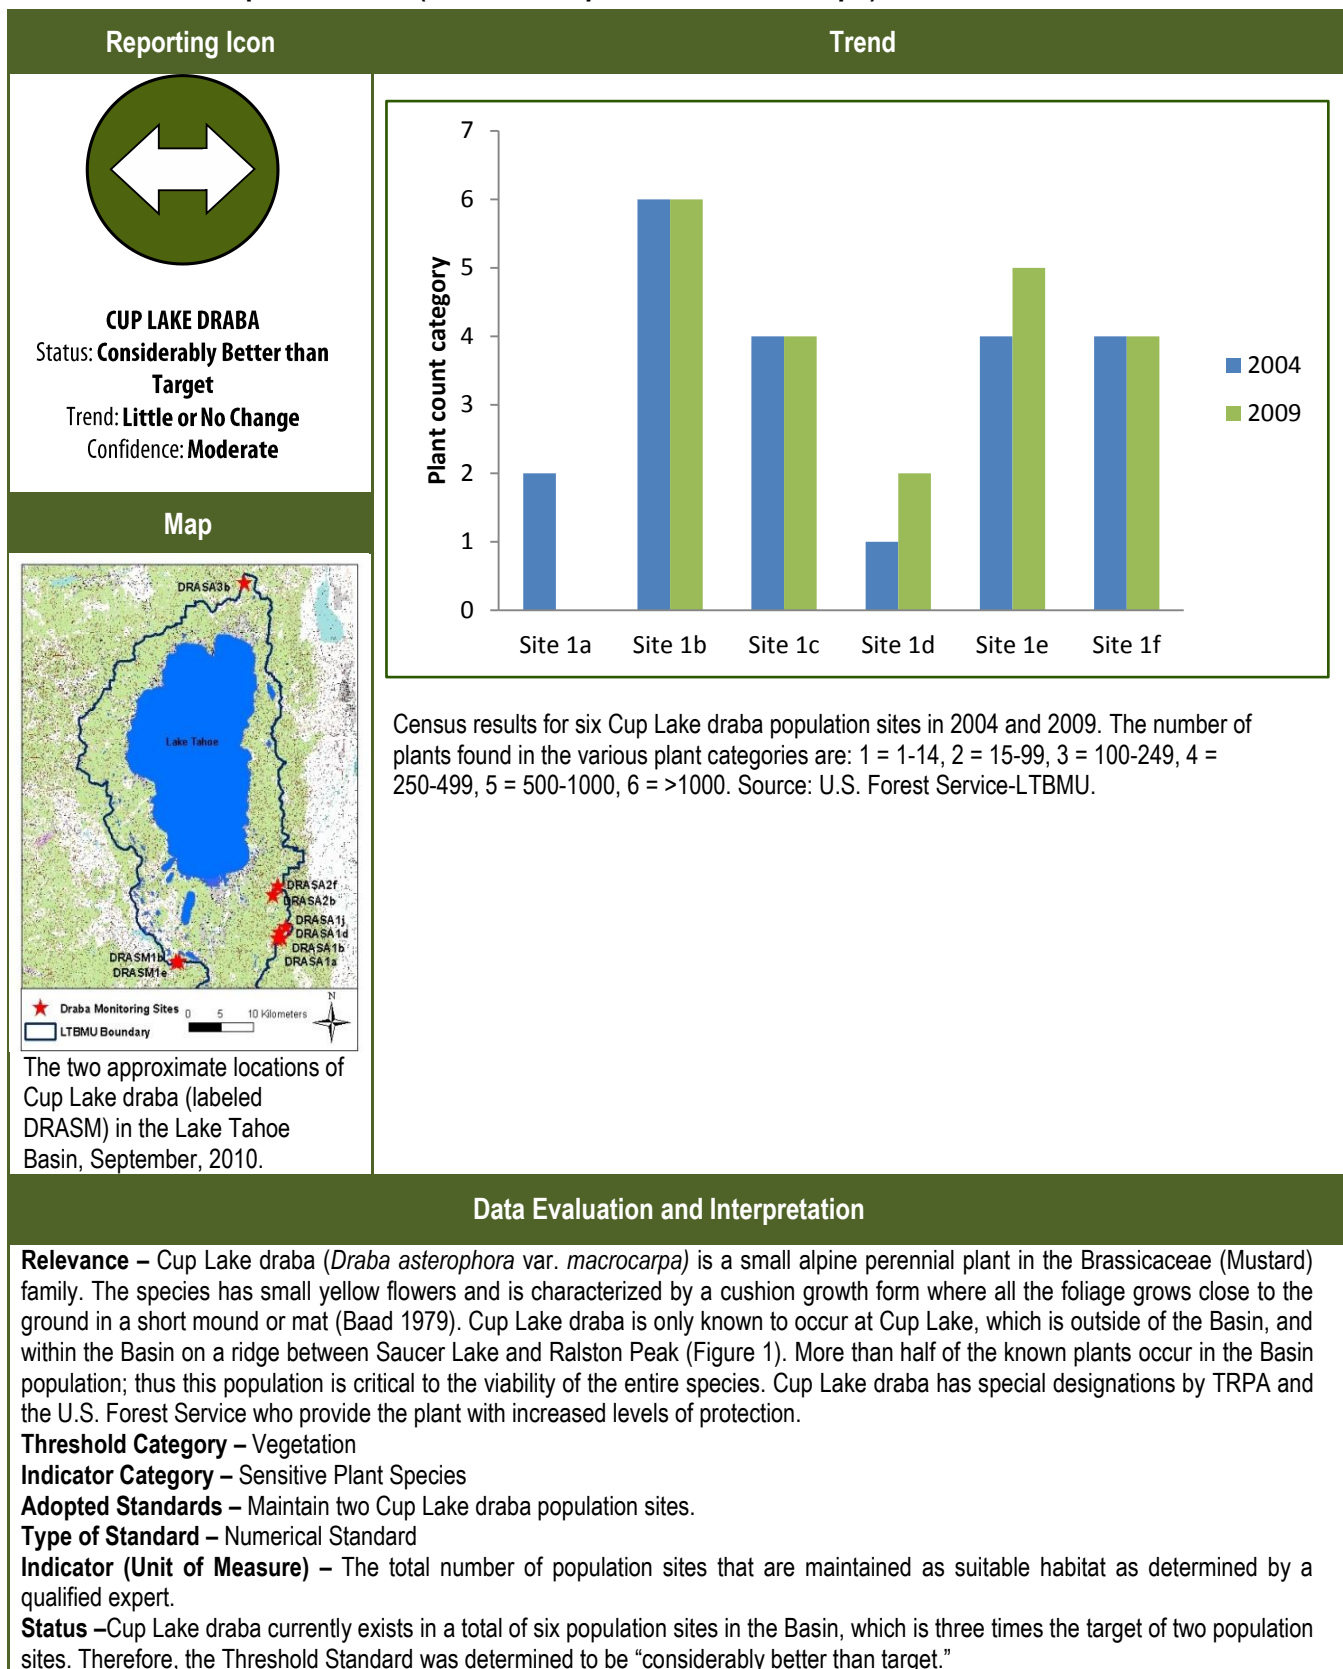 Reporting Icon
Trend
CUP LAKE DRABA
Status: Considerably Better than
Target
Trend: Little or No Change
Confidence: Moderate
7
6
5
4
3
2
1
0
Plant count category
Site 1a Site 1b Site 1c Site 1d Site 1e Site 1f
2004
2009
Census results for six Cup Lake draba population sites in 2004 and 2009. The number of
plants found in the various plant categories are: 1 = 1-14, 2 = 15-99, 3 = 100-249, 4 =
250-499, 5 = 500-1000, 6 = >1000. Source: U.S. Forest Service-LTBMU.
Map
DRASA3b
Lake Tahoe
DRASA2f
DRASA2b
DRASA1j
DRASA1d
DRASA1b
DRASA1a
DRASM1b
DRASM1e
Draba Monitoring Sites
LTBMU Boundary
0 5 10 Kilometers
N
The two approximate locations of
Cup Lake draba (labeled
DRASM) in the Lake Tahoe
Basin, September, 2010.
Data Evaluation and Interpretation
Relevance – Cup Lake draba (Draba asterophora var. macrocarpa) is a small alpine perennial plant in the Brassicaceae (Mustard)
family. The species has small yellow flowers and is characterized by a cushion growth form where all the foliage grows close to the
ground in a short mound or mat (Baad 1979). Cup Lake draba is only known to occur at Cup Lake, which is outside of the Basin, and
within the Basin on a ridge between Saucer Lake and Ralston Peak (Figure 1). More than half of the known plants occur in the Basin
population; thus this population is critical to the viability of the entire species. Cup Lake draba has special designations by TRPA and
the U.S. Forest Service who provide the plant with increased levels of protection.
Threshold Category – Vegetation
Indicator Category – Sensitive Plant Species
Adopted Standards – Maintain two Cup Lake draba population sites.
Type of Standard – Numerical Standard
Indicator (Unit of Measure) – The total number of population sites that are maintained as suitable habitat as determined by a
qualified expert.
Status –Cup Lake draba currently exists in a total of six population sites in the Basin, which is three times the target of two population
sites. Therefore, the Threshold Standard was determined to be “considerably better than target.”